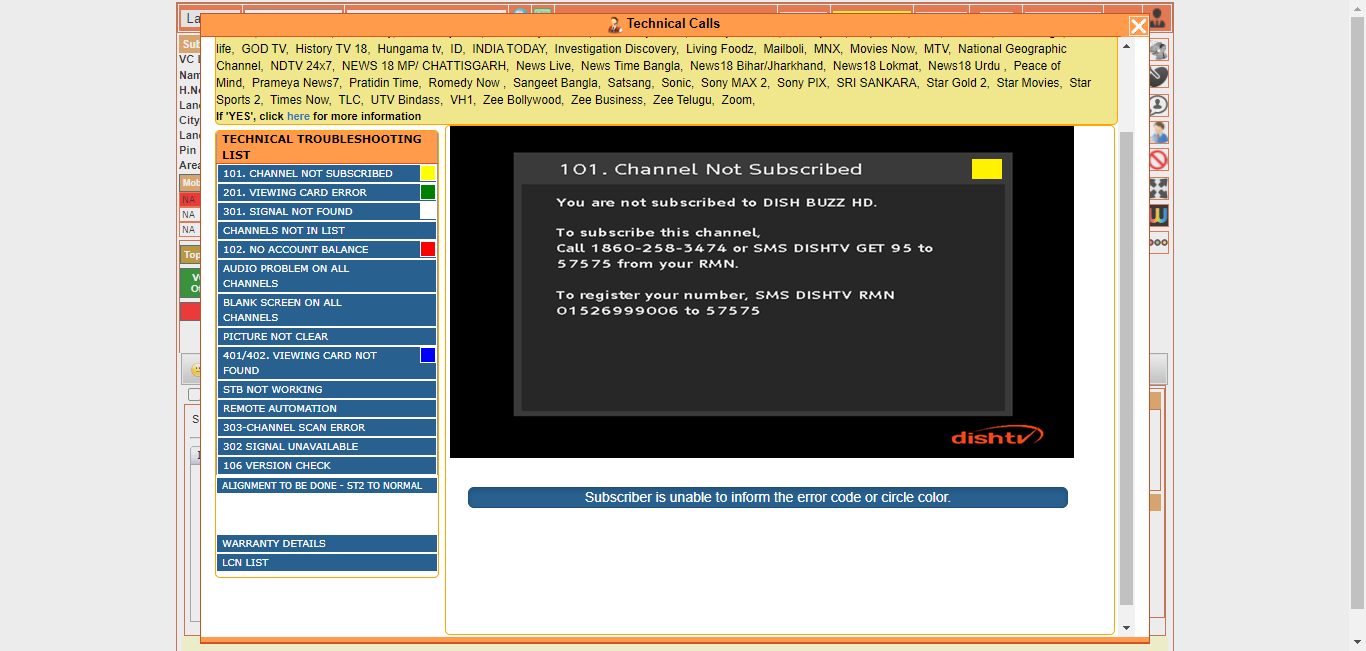 La
Technical Calls
life, GOD TV, History TV 18, Hungama tv, ID, INDIA TODAY, Investigation Discovery, Living Foodz, Mailboli, MNX, Movies Now, MTV, National Geographic
Channel, NDTV 24x7, NEWS 18 MP/ CHATTISGARH, News Live, News Time Bangla, News18 Bihar/Jharkhand, News18 Lokmat, News18 Urdu , Peace of
Mind, Prameya News7, Pratidin Time, Romedy Now , Sangeet Bangla, Satsang, Sonic, Sony MAX 2, Sony PIX, SRI SANKARA, Star Gold 2, Star Movies, Star
Sports 2, Times Now, TLC, UTV Bindass, VH1, Zee Bollywood, Zee Business, Zee Telugu, Zoom,
If 'YES', click here for more information
Sub
VC
Nam
H.No
Land
City
Land
Pin
Area
Mob
NA
NA
NA
Top
TECHNICAL TROUBLESHOOTING
LIST
101. CHANNEL NOT SUBSCRIBED
201. VIEWING CARD ERROR
301. SIGNAL NOT FOUND
CHANNELS NOT IN LIST
102. NO ACCOUNT BALANCE
AUDIO PROBLEM ON ALL
CHANNELS
BLANK SCREEN ON ALL
CHANNELS
PICTURE NOT CLEAR
401/402. VIEWING CARD NOT
FOUND
STB NOT WORKING
REMOTE AUTOMATION
303-CHANNEL SCAN ERROR
302 SIGNAL UNAVAILABLE
106 VERSION CHECK
ALIGNMENT TO BE DONE - ST2 TO NORMAL
WARRANTY DETAILS
LCN LIST
101. Channel Not Subscribed
You are not subscribed to DISH BUZZ HD.
To subscribe this channel,
Call 1860-258-3474 or SMS DISHTV GET 95 to
57575 from your RMN.
To register your number, SMS DISHTV RMN
01526999006 to 57575
dishtv
Subscriber is unable to inform the error code or circle color.